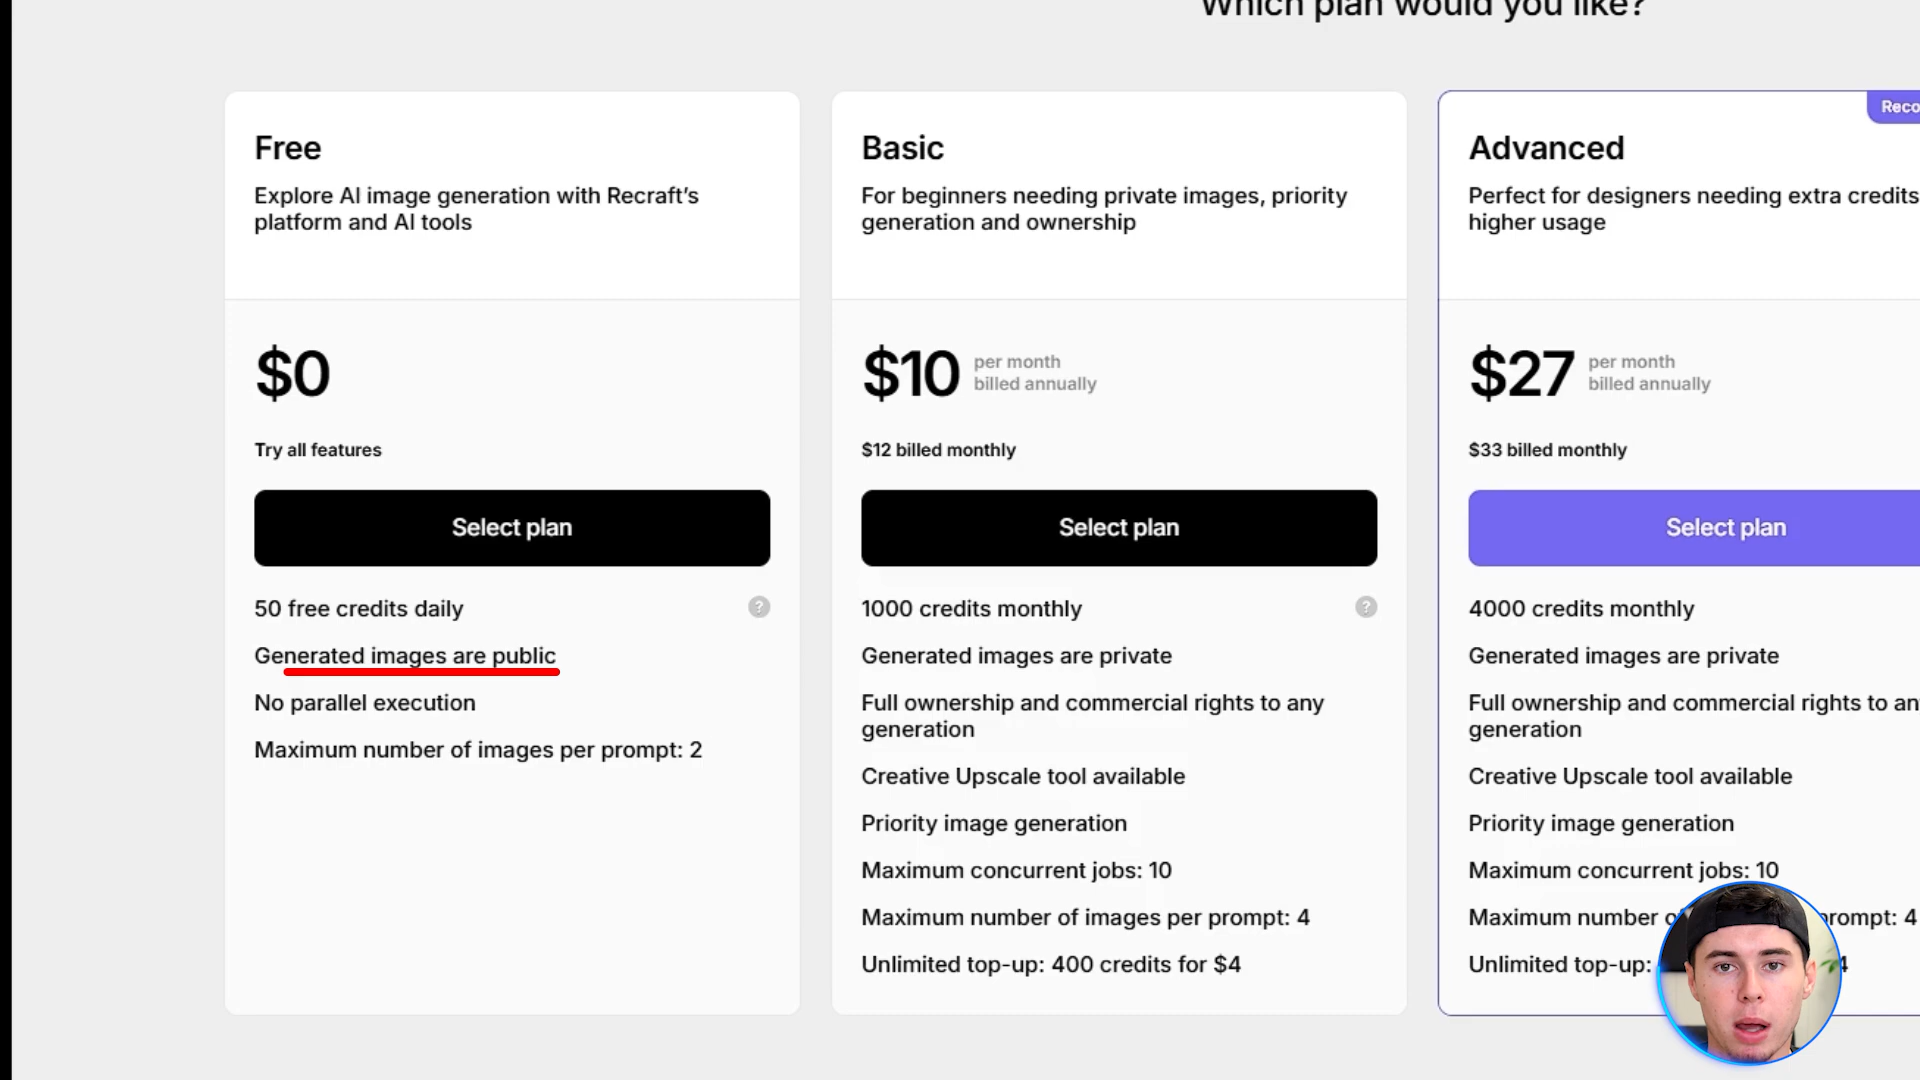 Which plan would you like?
Free
Explore AI image generation with Recraft’s
platform and AI tools
$0
Try all features
Select plan
50 free credits daily
?
Generated images are public
No parallel execution
Maximum number of images per prompt: 2
Basic
For beginners needing private images, priority
generation and ownership
$10
per month
billed annually
$12 billed monthly
Select plan
1000 credits monthly
?
Generated images are private
Full ownership and commercial rights to any
generation
Creative Upscale tool available
Priority image generation
Maximum concurrent jobs: 10
Maximum number of images per prompt: 4
Unlimited top-up: 400 credits for $4
Reco
Advanced
Perfect for designers needing extra credits
higher usage
$27
per month
billed annually
$33 billed monthly
Select plan
4000 credits monthly
Generated images are private
Full ownership and commercial rights to an
generation
Creative Upscale tool available
Priority image generation
Maximum concurrent jobs: 10
Maximum number o rompt: 4
Unlimited top-up: 4